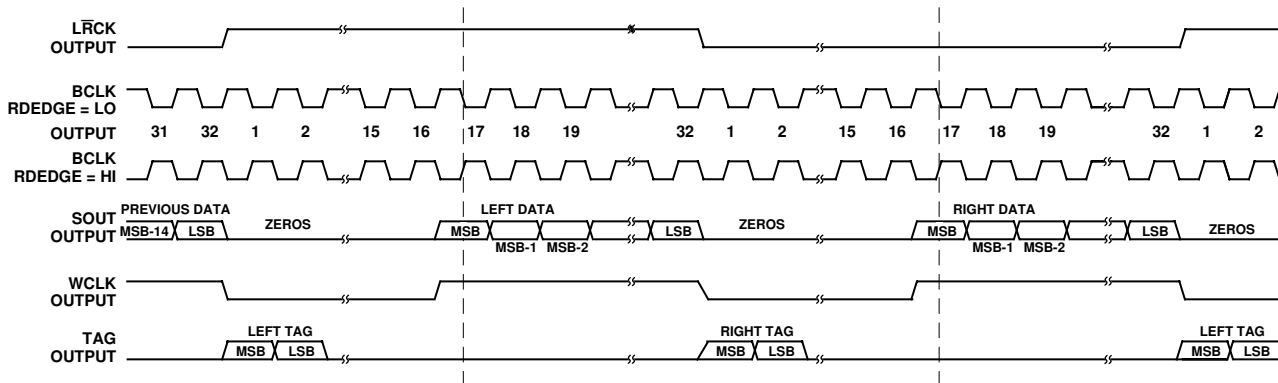 LR̅CK
OUTPUT
BCLK
RDEDGE = LO
OUTPUT 31 32 1 2 15 16 17 18 19 32 1 2 15 16 17 18 19 32 1 2
BCLK
RDEDGE = HI
PREVIOUS DATA LEFT DATA RIGHT DATA
SOUT
OUTPUT MSB-14 LSB ZEROS MSB MSB-1 MSB-2 LSB ZEROS MSB MSB-1 MSB-2 LSB ZEROS
WCLK
OUTPUT
LEFT TAG RIGHT TAG LEFT TAG
TAG
OUTPUT MSB LSB MSB LSB MSB LSB